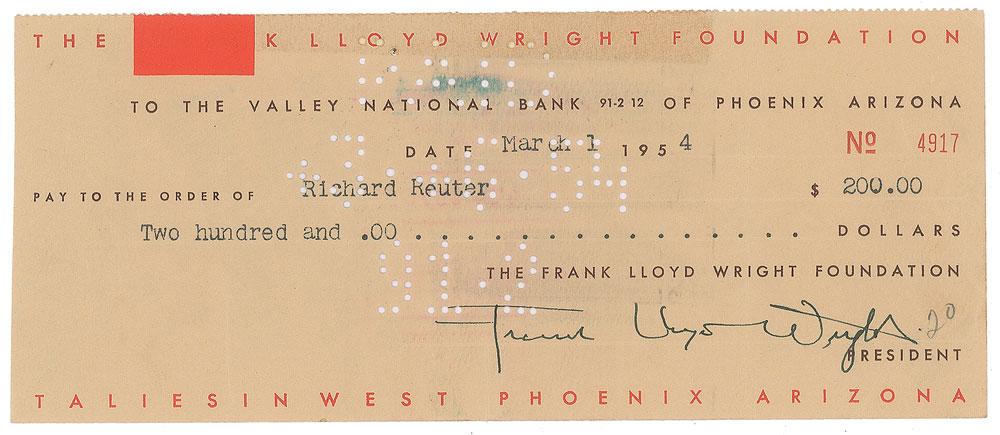 THE K LLOYD WRIGHT FOUNDATION
TO THE VALLEY NATIONAL BANK 91-2 12 OF PHOENIX ARIZONA
DATE March 1 1954 Nº 4917
PAY TO THE ORDER OF Richard Reuter $ 200.00
Two hundred and .00 . . . . . . . . . . . . . . . . . DOLLARS
THE FRANK LLOYD WRIGHT FOUNDATION
Frank Lloyd Wright 20
PRESIDENT
TALIESIN WEST PHOENIX ARIZONA